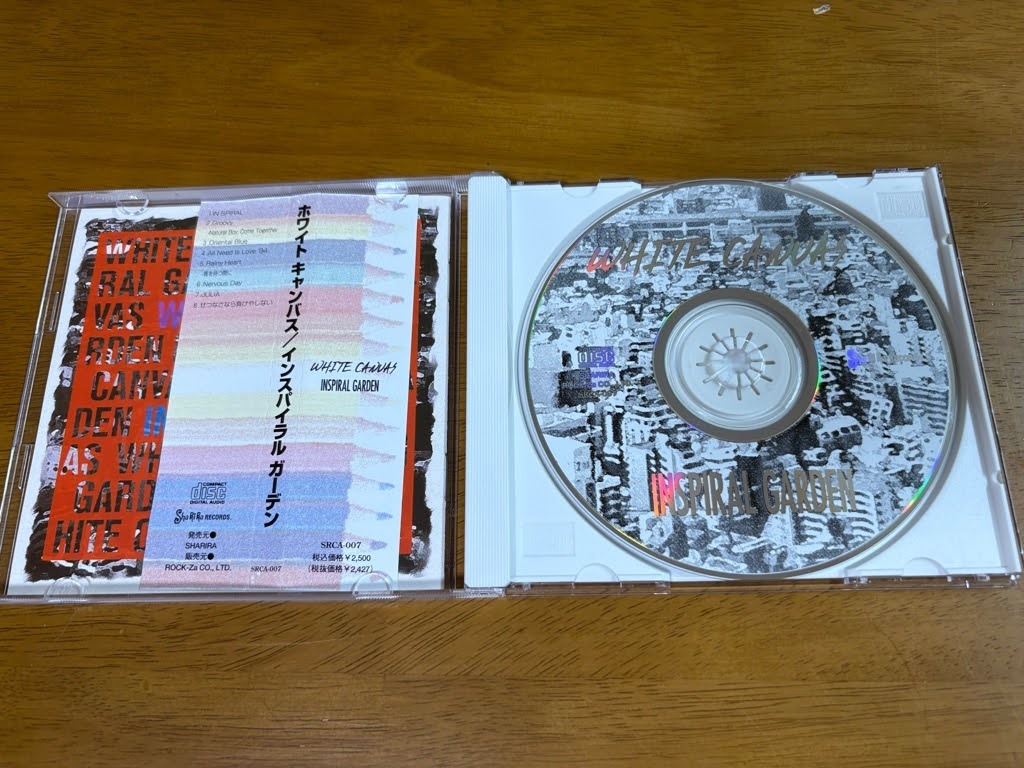 WHITE
RAL GA
VAS W
RDEN
CANV
DEN IN
AS WH
GARD
HITE C
1. IN SPIRAL
2. Groovy
Natural Boy, Come Together
3. Oriental Blue
4. All Need Is Love '94
5. Rainy Heart
6. Nervous Day
7. JULIA
8. せつなさなら負けやしない
ホワイト キャンバス/インスパイラル ガーデン
WHITE CANVAS
INSPIRAL GARDEN
COMPACT
disc
DIGITAL AUDIO
ShaRiRa RECORDS
発売元●
SHARIRA
販売元●
ROCK-Za CO., LTD.
SRCA-007
SRCA-007
税込価格¥2,500
(税抜価格¥2,427)
WHITE CANVAS
DISC
INSPIRAL GARDEN